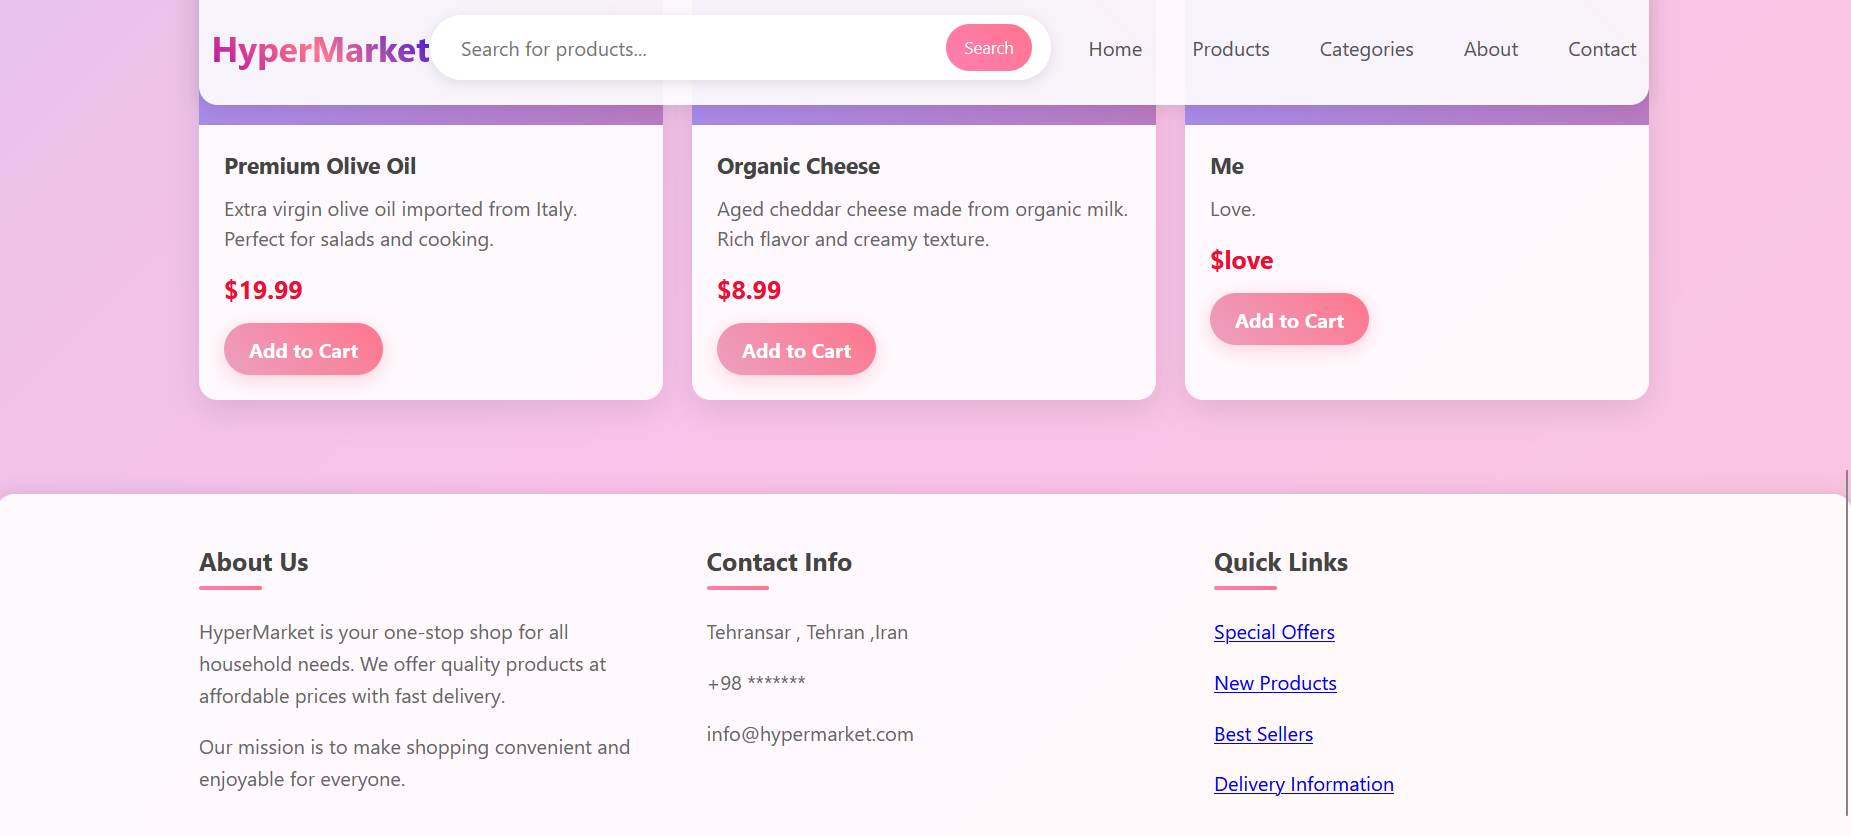 HyperMarket
Search for products...
Search
Home
Products
Categories
About
Contact
Premium Olive Oil
Extra virgin olive oil imported from Italy.
Perfect for salads and cooking.
$19.99
Add to Cart
Organic Cheese
Aged cheddar cheese made from organic milk.
Rich flavor and creamy texture.
$8.99
Add to Cart
Me
Love.
$love
Add to Cart
About Us
HyperMarket is your one-stop shop for all
household needs. We offer quality products at
affordable prices with fast delivery.
Our mission is to make shopping convenient and
enjoyable for everyone.
Contact Info
Tehransar , Tehran ,Iran
+98 *******
info@hypermarket.com
Quick Links
Special Offers
New Products
Best Sellers
Delivery Information